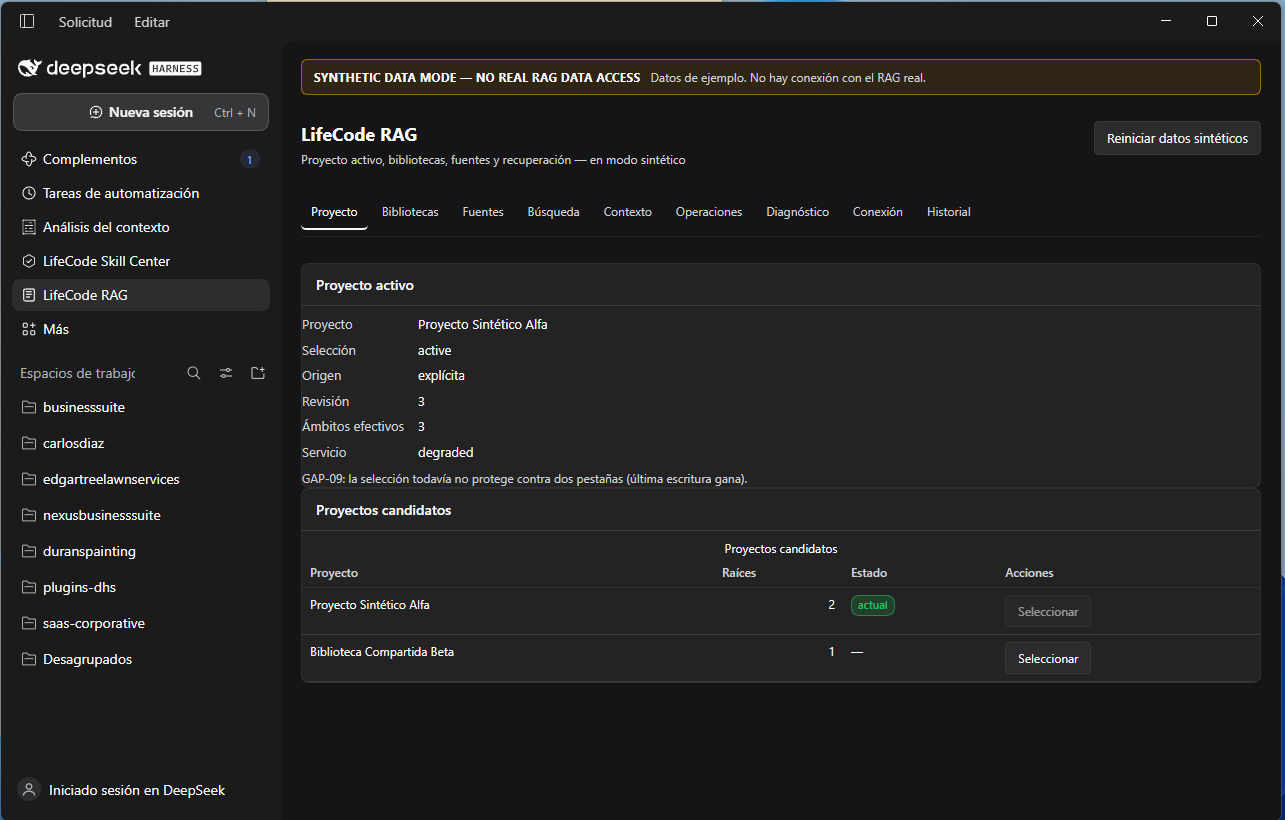 Solicitud Editar
deepseek HARNESS
Nueva sesión Ctrl + N
Complementos 1
Tareas de automatización
Análisis del contexto
LifeCode Skill Center
LifeCode RAG
Más
Espacios de trabajo
businesssuite
carlosdiaz
edgartreelawnservices
nexusbusinesssuite
duranspainting
plugins-dhs
saas-corporative
Desagrupados
Iniciado sesión en DeepSeek
SYNTHETIC DATA MODE — NO REAL RAG DATA ACCESS Datos de ejemplo. No hay conexión con el RAG real.
LifeCode RAG
Proyecto activo, bibliotecas, fuentes y recuperación — en modo sintético
Reiniciar datos sintéticos
Proyecto Bibliotecas Fuentes Búsqueda Contexto Operaciones Diagnóstico Conexión Historial
Proyecto activo
Proyecto Proyecto Sintético Alfa
Selección active
Origen explícita
Revisión 3
Ámbitos efectivos 3
Servicio degraded
GAP-09: la selección todavía no protege contra dos pestañas (última escritura gana).
Proyectos candidatos
Proyectos candidatos
Proyecto Raíces Estado Acciones
Proyecto Sintético Alfa 2 actual Seleccionar
Biblioteca Compartida Beta 1 — Seleccionar